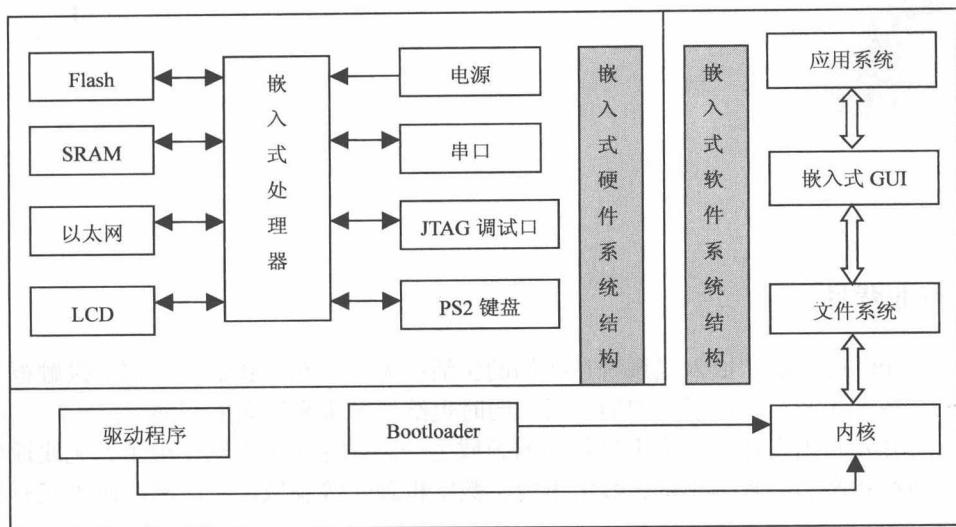 Flash
SRAM
以太网
LCD
嵌入式处理器
电源
串口
JTAG 调试口
PS2 键盘
嵌入式硬件系统结构
嵌入式软件系统结构
应用系统
嵌入式 GUI
文件系统
内核
驱动程序
Bootloader